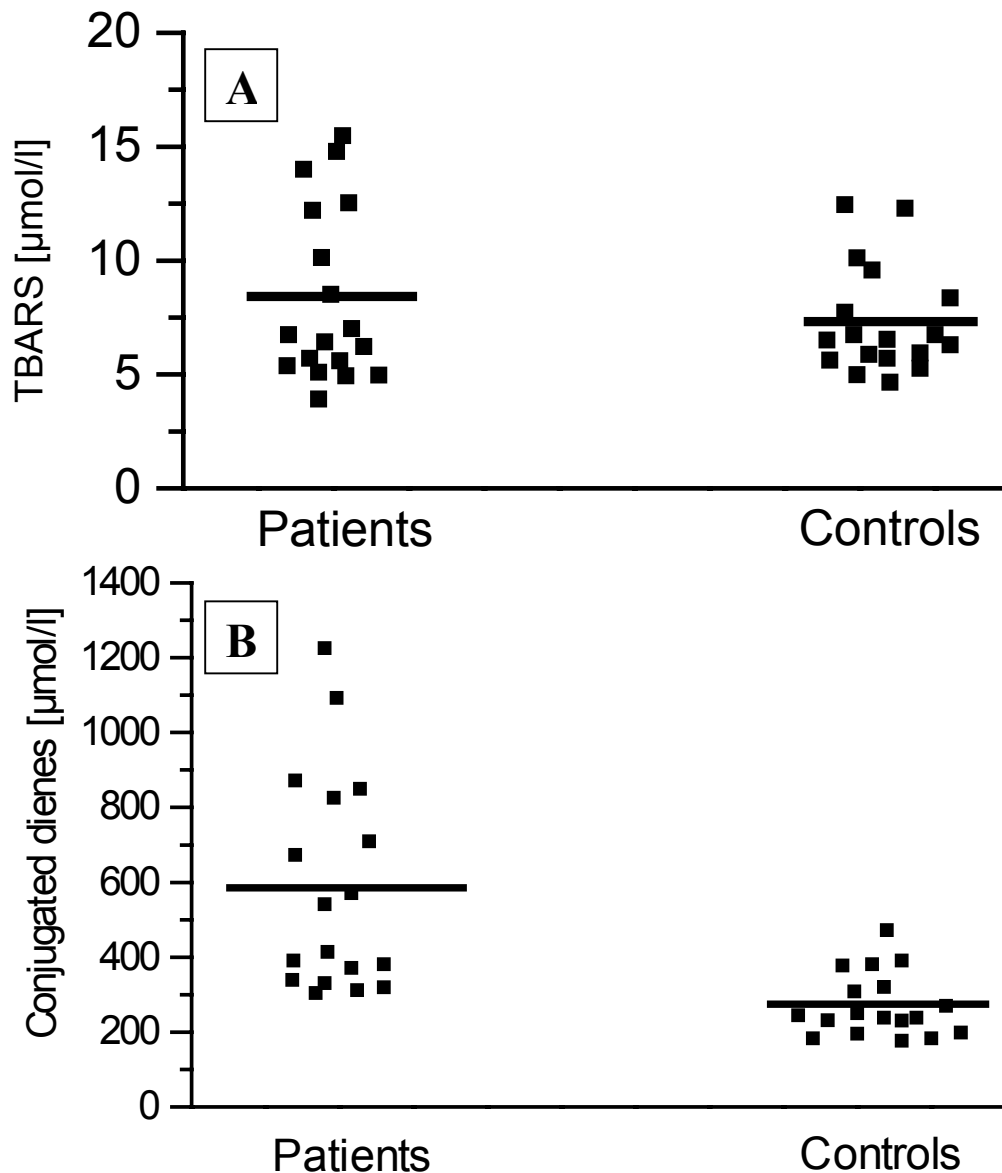 A
TBARS [µmol/l]
20
15
10
5
0
Patients
Controls
B
Conjugated dienes [µmol/l]
1400
1200
1000
800
600
400
200
0
Patients
Controls